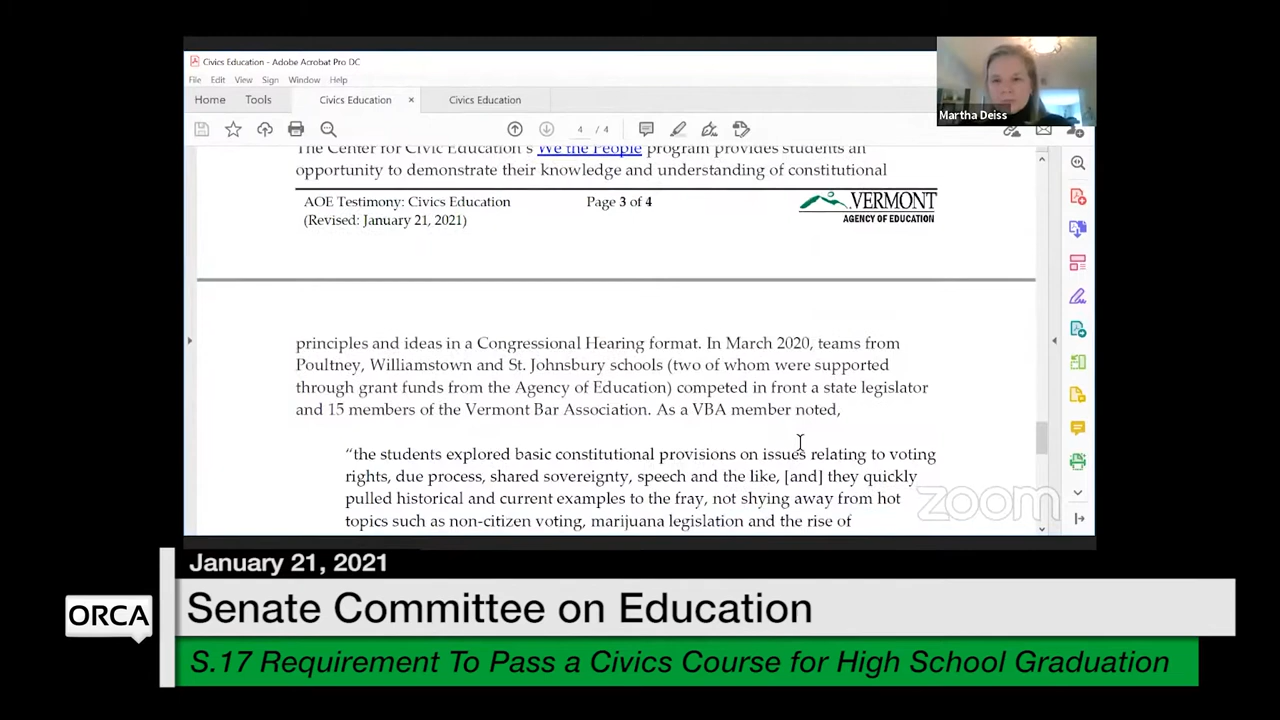 Civics Education - Adobe Acrobat Pro DC
File Edit View Sign Window Help
Home Tools Civics Education × Civics Education
4 / 4
Martha Deiss
The Center for Civic Education's We the People program provides students an
opportunity to demonstrate their knowledge and understanding of constitutional
AOE Testimony: Civics Education
(Revised: January 21, 2021)
Page 3 of 4
VERMONT
AGENCY OF EDUCATION
principles and ideas in a Congressional Hearing format. In March 2020, teams from
Poultney, Williamstown and St. Johnsbury schools (two of whom were supported
through grant funds from the Agency of Education) competed in front a state legislator
and 15 members of the Vermont Bar Association. As a VBA member noted,
“the students explored basic constitutional provisions on issues relating to voting
rights, due process, shared sovereignty, speech and the like, [and] they quickly
pulled historical and current examples to the fray, not shying away from hot
topics such as non-citizen voting, marijuana legislation and the rise of
zoom
January 21, 2021
ORCA
Senate Committee on Education
S.17 Requirement To Pass a Civics Course for High School Graduation